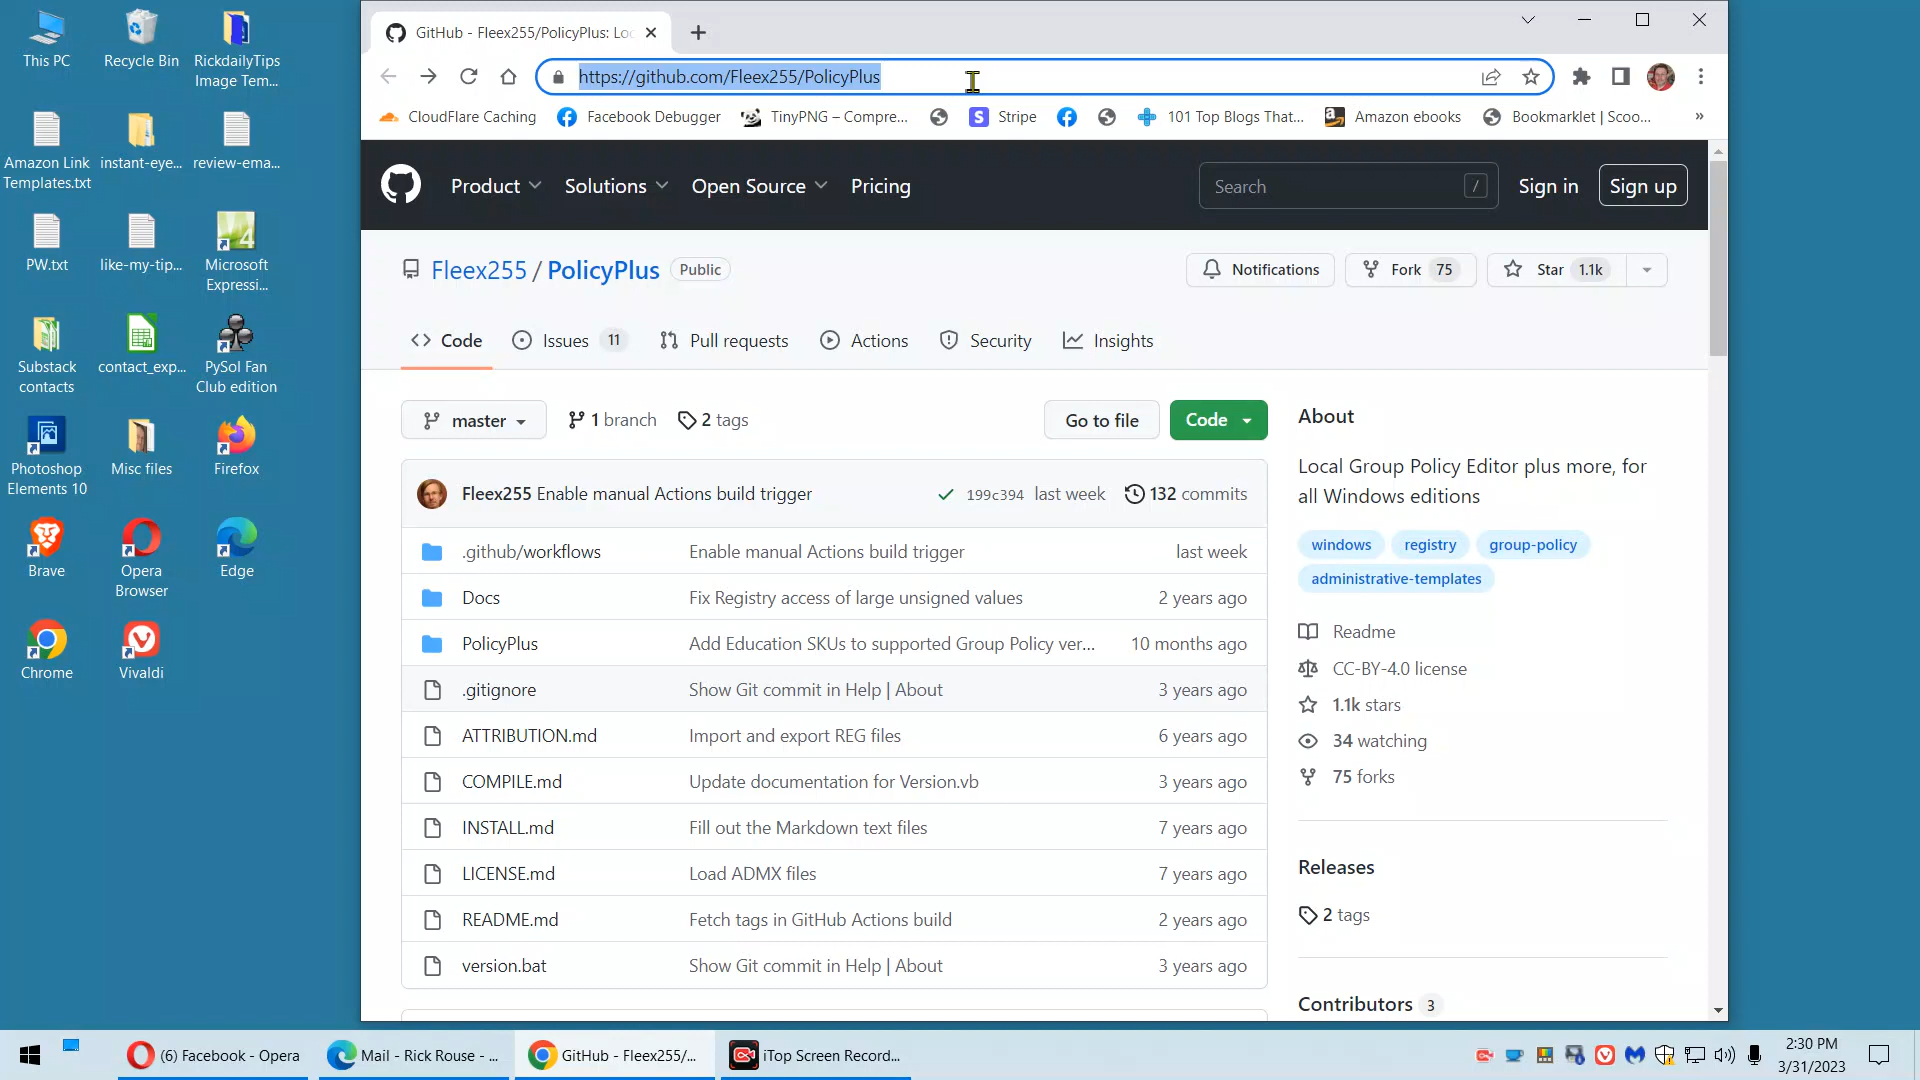 This PC
Recycle Bin
RickdailyTips
Image Tem...
Amazon Link
Templates.txt
instant-eye...
review-ema...
PW.txt
like-my-tip...
Microsoft
Expressi...
Substack
contacts
contact_exp...
PySol Fan
Club edition
Photoshop
Elements 10
Misc files
Firefox
Brave
Opera
Browser
Edge
Chrome
Vivaldi
GitHub - Fleex255/PolicyPlus: Loc
https://github.com/Fleex255/PolicyPlus
CloudFlare Caching
Facebook Debugger
TinyPNG – Compre...
S Stripe
101 Top Blogs That...
Amazon ebooks
Bookmarklet | Scoo...
»
Product
Solutions
Open Source
Pricing
Search /
Sign in
Sign up
Fleex255 / PolicyPlus Public
Notifications
Fork 75
Star 1.1k
Code
Issues 11
Pull requests
Actions
Security
Insights
master
1 branch
2 tags
Go to file
Code
Fleex255 Enable manual Actions build trigger 199c394 last week 132 commits
.github/workflows Enable manual Actions build trigger last week
Docs Fix Registry access of large unsigned values 2 years ago
PolicyPlus Add Education SKUs to supported Group Policy ver... 10 months ago
.gitignore Show Git commit in Help | About 3 years ago
ATTRIBUTION.md Import and export REG files 6 years ago
COMPILE.md Update documentation for Version.vb 3 years ago
INSTALL.md Fill out the Markdown text files 7 years ago
LICENSE.md Load ADMX files 7 years ago
README.md Fetch tags in GitHub Actions build 2 years ago
version.bat Show Git commit in Help | About 3 years ago
About
Local Group Policy Editor plus more, for
all Windows editions
windows registry group-policy
administrative-templates
Readme
CC-BY-4.0 license
1.1k stars
34 watching
75 forks
Releases
2 tags
Contributors 3
(6) Facebook - Opera
Mail - Rick Rouse - ...
GitHub - Fleex255/...
iTop Screen Record...
2:30 PM
3/31/2023